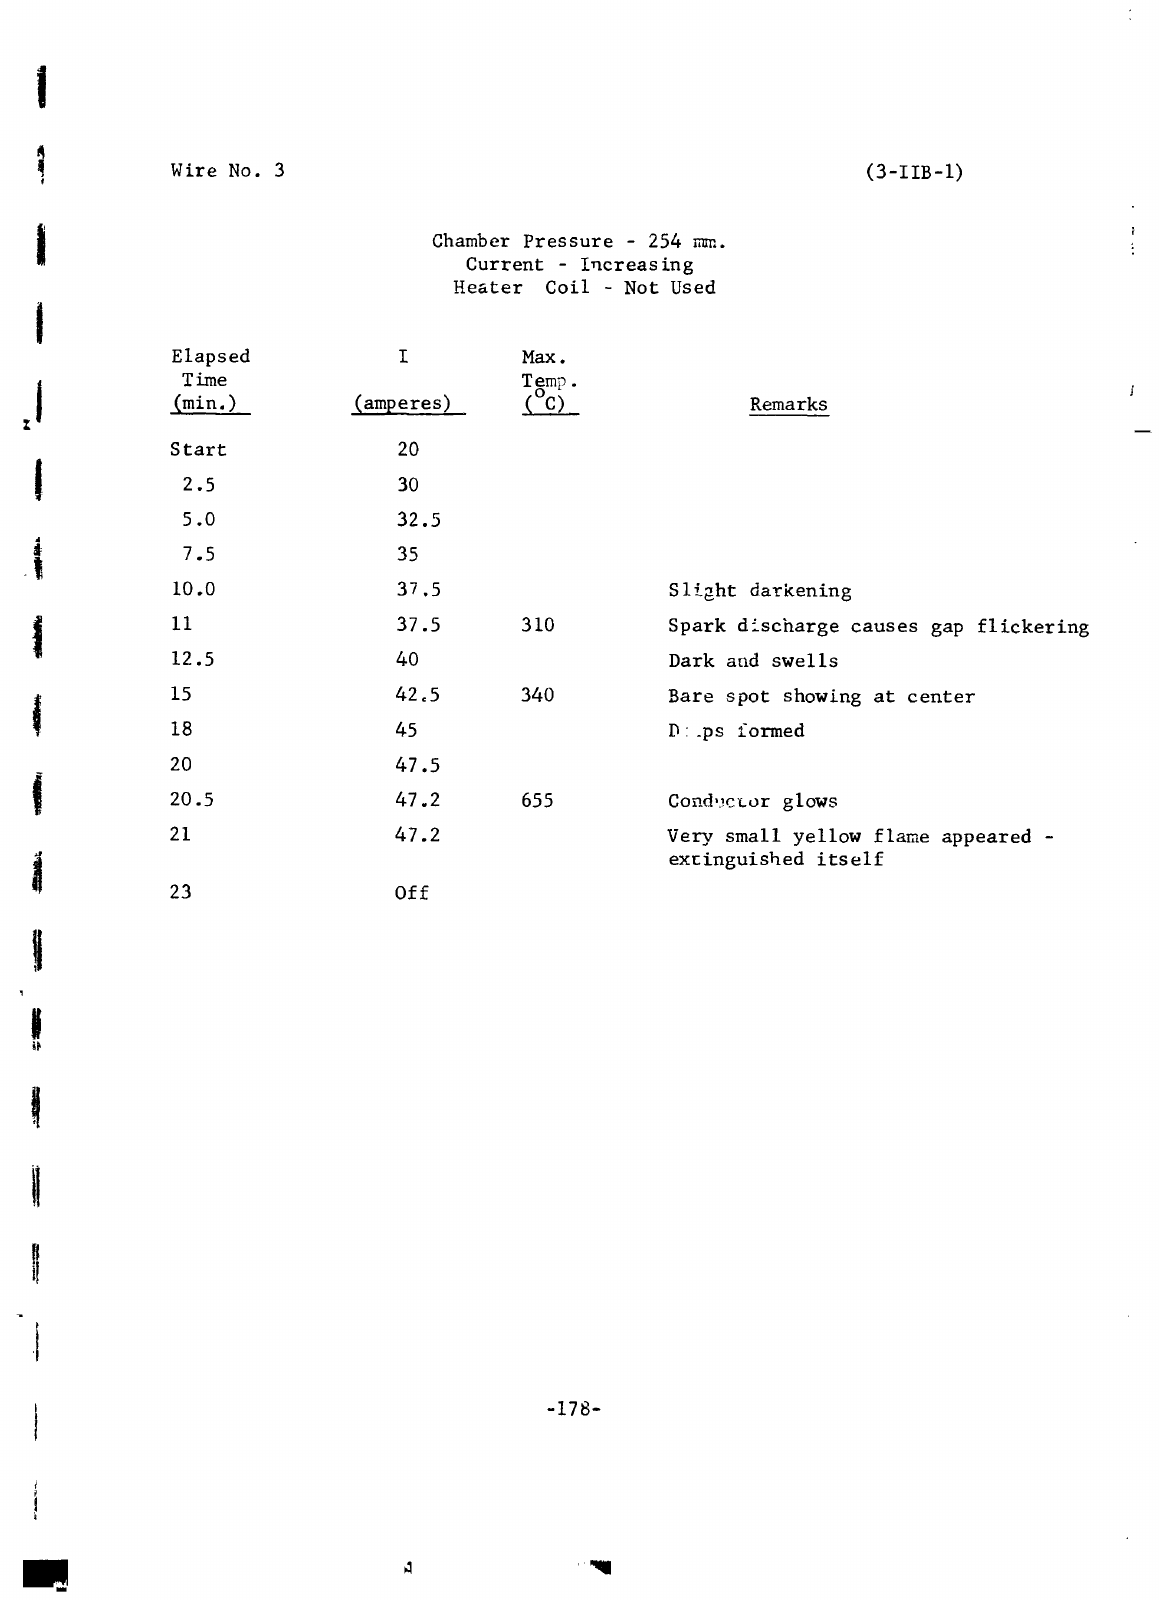 Wire No. 3 (3-IIB-1)
Chamber Pressure - 254 mm.
Current - Increasing
Heater Coil - Not Used
Elapsed I Max.
Time Temp.
(min.) (amperes) (°C) Remarks
Start 20
2.5 30
5.0 32.5
7.5 35
10.0 37.5 Slight darkening
11 37.5 310 Spark discharge causes gap flickering
12.5 40 Dark and swells
15 42.5 340 Bare spot showing at center
18 45 formed
20 47.5
20.5 47.2 655 Conductor glows
21 47.2 Very small yellow flame appeared -
extinguished itself
23 Off
-178-